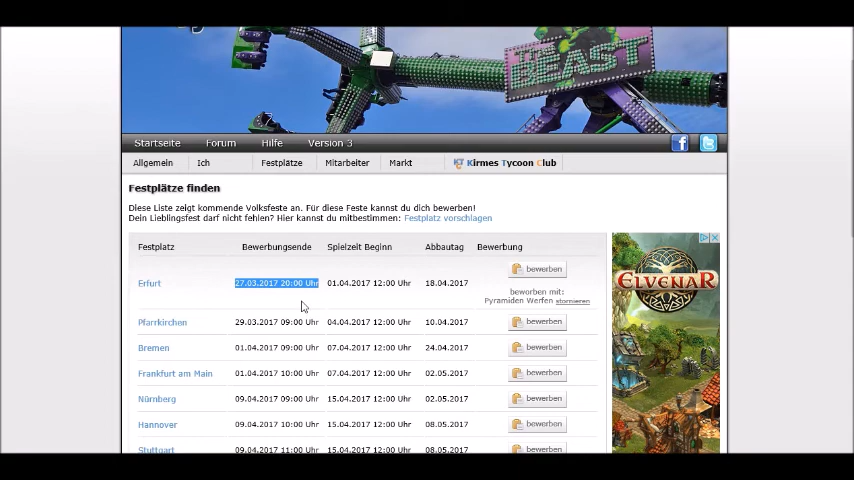 THE BEAST
Startseite Forum Hilfe Version 3
Allgemein Ich Festplätze Mitarbeiter Markt Kirmes Tycoon Club
Festplätze finden
Diese Liste zeigt kommende Volksfeste an. Für diese Feste kannst du dich bewerben!
Dein Lieblingsfest darf nicht fehlen? Hier kannst du mitbestimmen: Festplatz vorschlagen
Festplatz Bewerbungsende Spielzeit Beginn Abbautag Bewerbung
Erfurt 27.03.2017 20:00 Uhr 01.04.2017 12:00 Uhr 18.04.2017 bewerben
beworben mit:
Pyramiden Werfen stornieren
Pfarrkirchen 29.03.2017 09:00 Uhr 04.04.2017 12:00 Uhr 10.04.2017 bewerben
Bremen 01.04.2017 09:00 Uhr 07.04.2017 12:00 Uhr 24.04.2017 bewerben
Frankfurt am Main 01.04.2017 10:00 Uhr 07.04.2017 12:00 Uhr 02.05.2017 bewerben
Nürnberg 09.04.2017 09:00 Uhr 15.04.2017 12:00 Uhr 02.05.2017 bewerben
Hannover 09.04.2017 10:00 Uhr 15.04.2017 12:00 Uhr 08.05.2017 bewerben
Stuttgart 09.04.2017 11:00 Uhr 15.04.2017 12:00 Uhr 08.05.2017 bewerben
ELVENAR